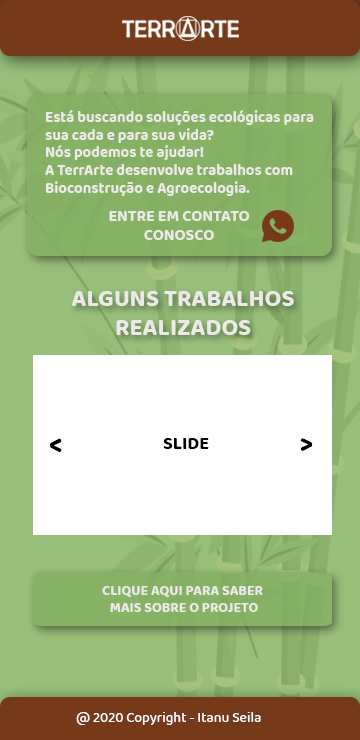 TERRARTE
Está buscando soluções ecológicas para
sua cada e para sua vida?
Nós podemos te ajudar!
A TerrArte desenvolve trabalhos com
Bioconstrução e Agroecologia.
ENTRE EM CONTATO
CONOSCO
ALGUNS TRABALHOS
REALIZADOS
< SLIDE >
CLIQUE AQUI PARA SABER
MAIS SOBRE O PROJETO
@ 2020 Copyright - Itanu Seila